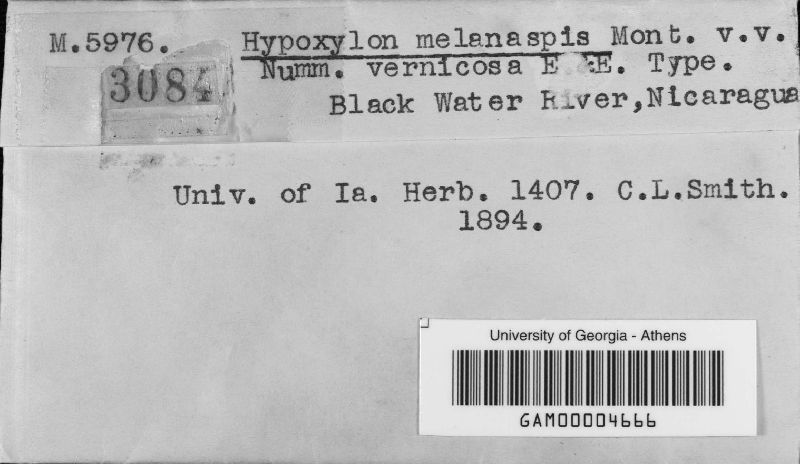 M.5976. Hypoxylon melanaspis Mont. v.v.
3084 Numm. vernicosa E &E. Type.
Black Water River,Nicaragua
Univ. of Ia. Herb. 1407. C.L.Smith.
1894.
University of Georgia - Athens
GAM00004666